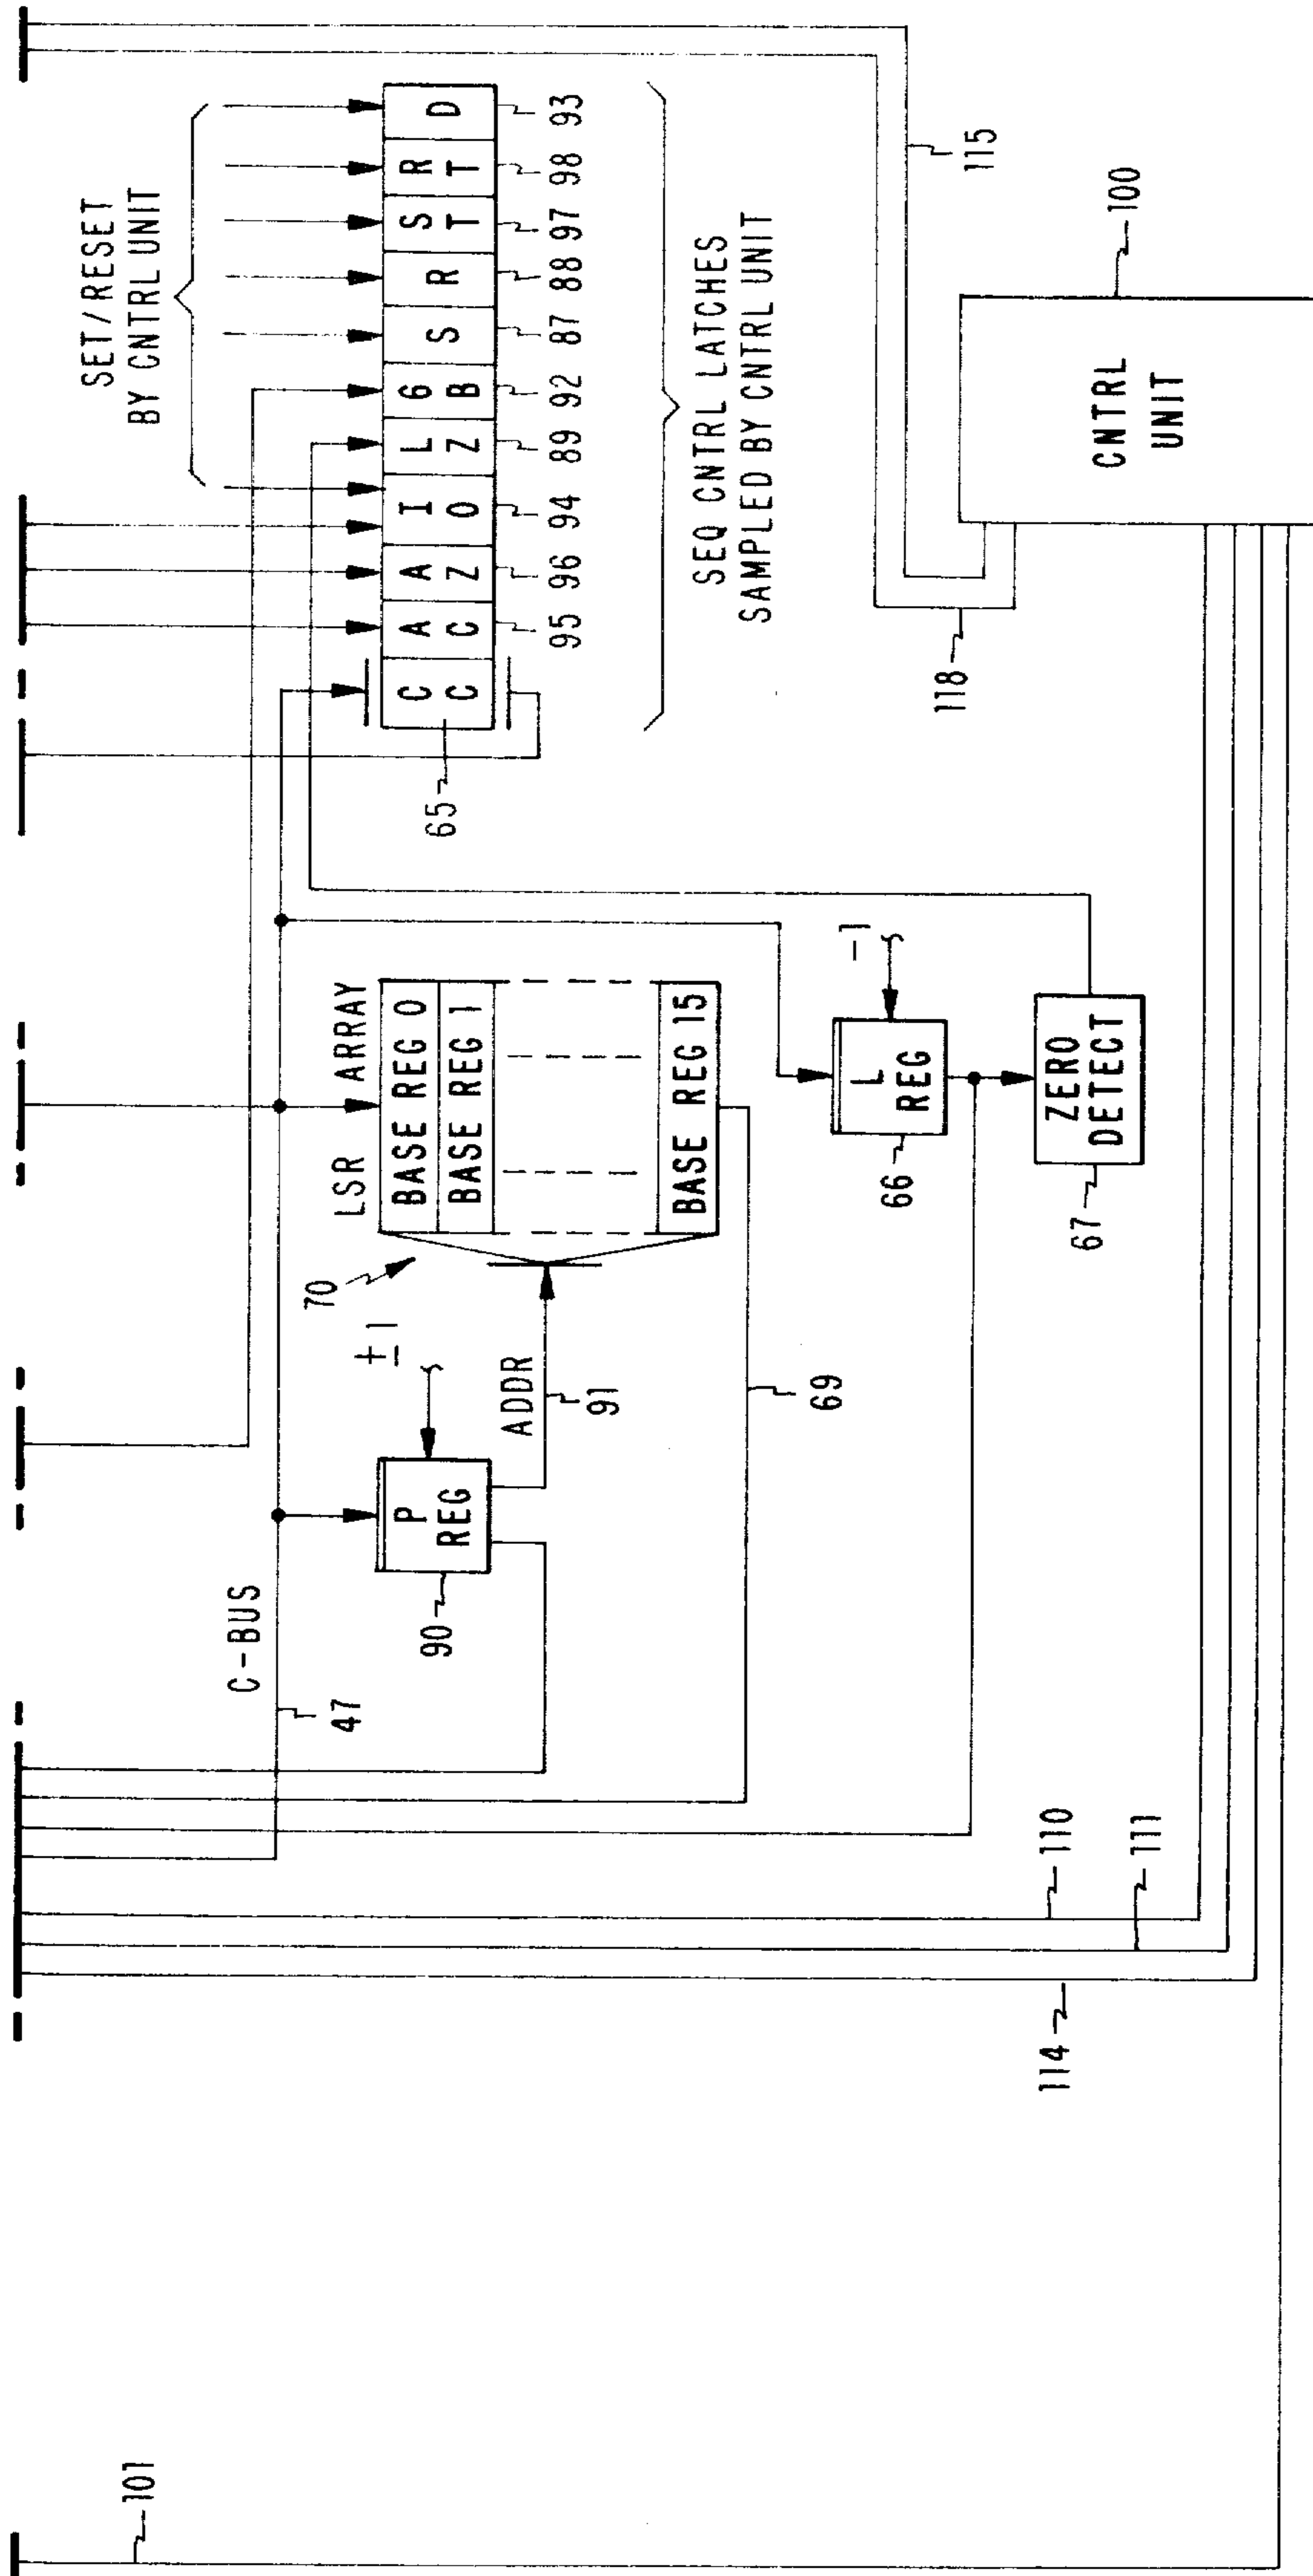 SET/RESET
BY CNTRL UNIT
C-BUS
47
101
P
REG
90
± 1
ADDR
91
70
LSR ARRAY
BASE REG 0
BASE REG 1
BASE REG 15
69
C C
A C
A Z
I O
L Z
6 B
S
R
S T
R T
D
65
95 96 94 89 92 87 88 97 98 93
SEQ CNTRL LATCHES
SAMPLED BY CNTRL UNIT
L
REG
66
-1
ZERO
DETECT
67
115
118
110
111
114
CNTRL
UNIT
100